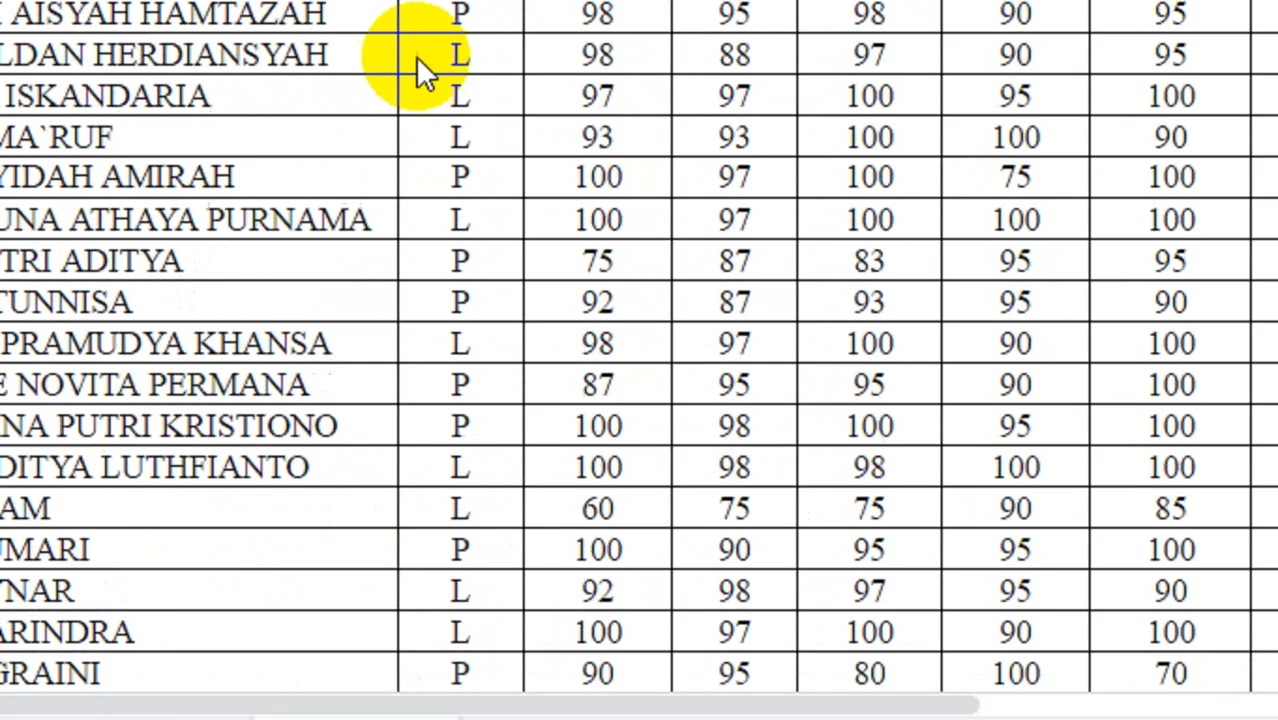 AISYAH HAMTAZAH P 98 95 98 90 95
LDAN HERDIANSYAH L 98 88 97 90 95
ISKANDARIA L 97 97 100 95 100
MA`RUF L 93 93 100 100 90
YIDAH AMIRAH P 100 97 100 75 100
UNA ATHAYA PURNAMA L 100 97 100 100 100
TRI ADITYA P 75 87 83 95 95
TUNNISA P 92 87 93 95 90
PRAMUDYA KHANSA L 98 97 100 90 100
E NOVITA PERMANA P 87 95 95 90 100
NA PUTRI KRISTIONO P 100 98 100 95 100
DITYA LUTHFIANTO L 100 98 98 100 100
AM L 60 75 75 90 85
UMARI P 100 90 95 95 100
NAR L 92 98 97 95 90
ARINDRA L 100 97 100 90 100
GRAINI P 90 95 80 100 70